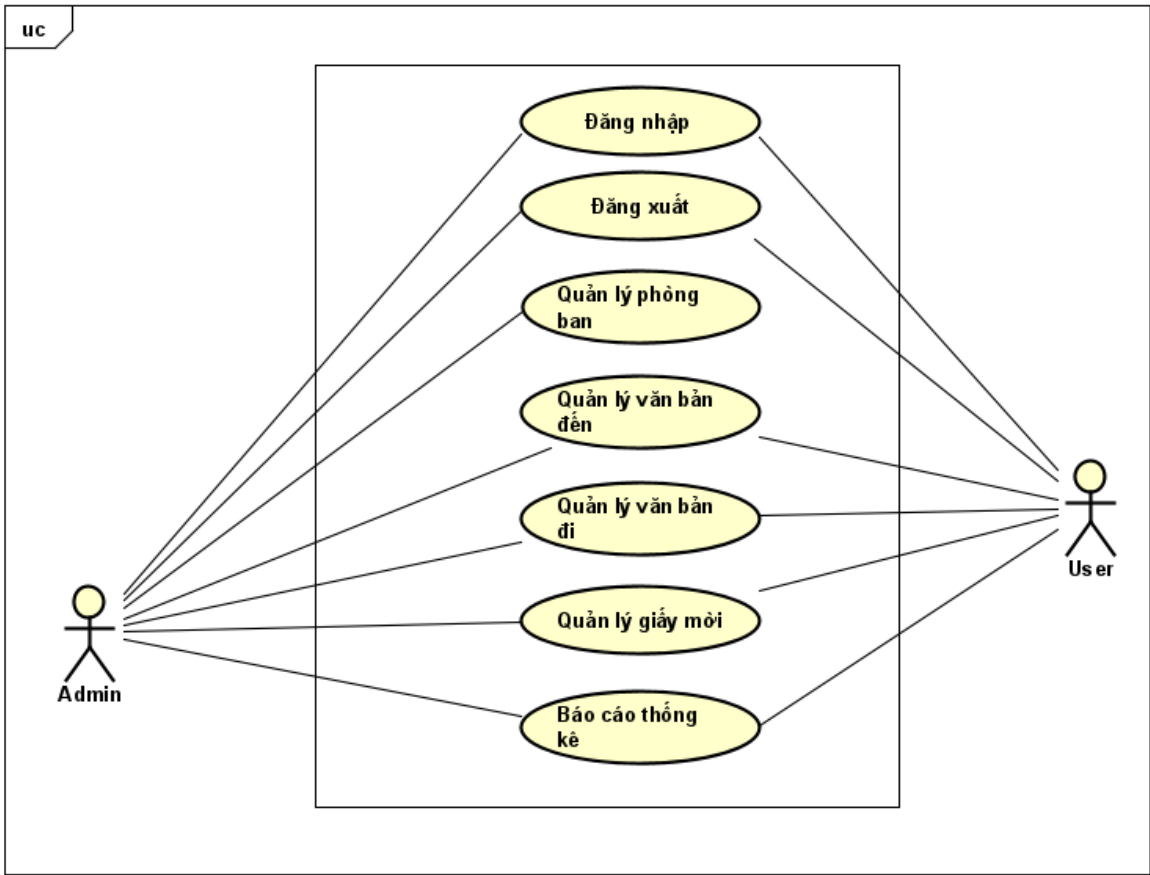 uc
Đăng nhập
Đăng xuất
Quản lý phòng
ban
Quản lý văn bản
đến
Quản lý văn bản
đi
Quản lý giấy mời
Báo cáo thống
kê
User
Admin